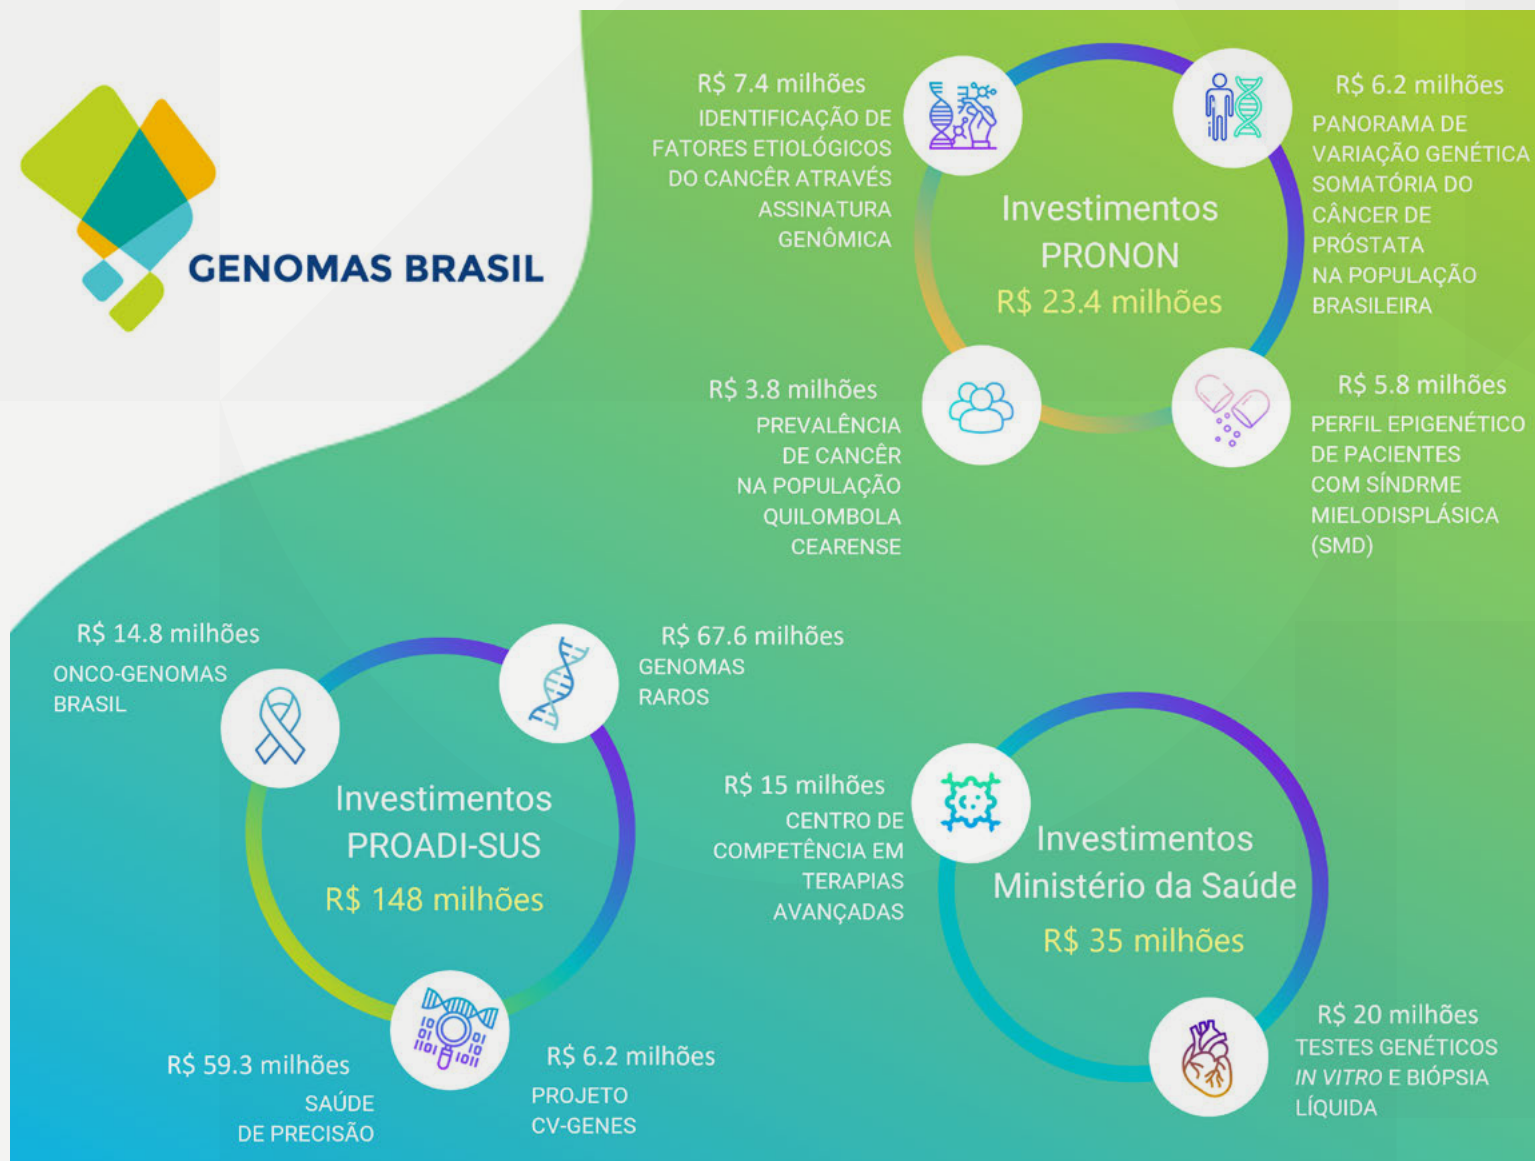 GENOMAS BRASIL
R$ 7.4 milhões
IDENTIFICAÇÃO DE
FATORES ETIOLÓGICOS
DO CANCÊR ATRAVÉS
ASSINATURA
GENÔMICA
R$ 6.2 milhões
PANORAMA DE
VARIAÇÃO GENÉTICA
SOMATÓRIA DO
CÂNCER DE
PRÓSTATA
NA POPULAÇÃO
BRASILEIRA
Investimentos
PRONON
R$ 23.4 milhões
R$ 3.8 milhões
PREVALÊNCIA
DE CANCÊR
NA POPULAÇÃO
QUILOMBOLA
CEARENSE
R$ 5.8 milhões
PERFIL EPIGENÉTICO
DE PACIENTES
COM SÍNDRME
MIELODISPLÁSICA
(SMD)
R$ 14.8 milhões
ONCO-GENOMAS
BRASIL
R$ 67.6 milhões
GENOMAS
RAROS
Investimentos
PROADI-SUS
R$ 148 milhões
R$ 59.3 milhões
SAÚDE
DE PRECISÃO
R$ 6.2 milhões
PROJETO
CV-GENES
R$ 15 milhões
CENTRO DE
COMPETÊNCIA EM
TERAPIAS
AVANÇADAS
Investimentos
Ministério da Saúde
R$ 35 milhões
R$ 20 milhões
TESTES GENÉTICOS
IN VITRO E BIÓPSIA
LÍQUIDA